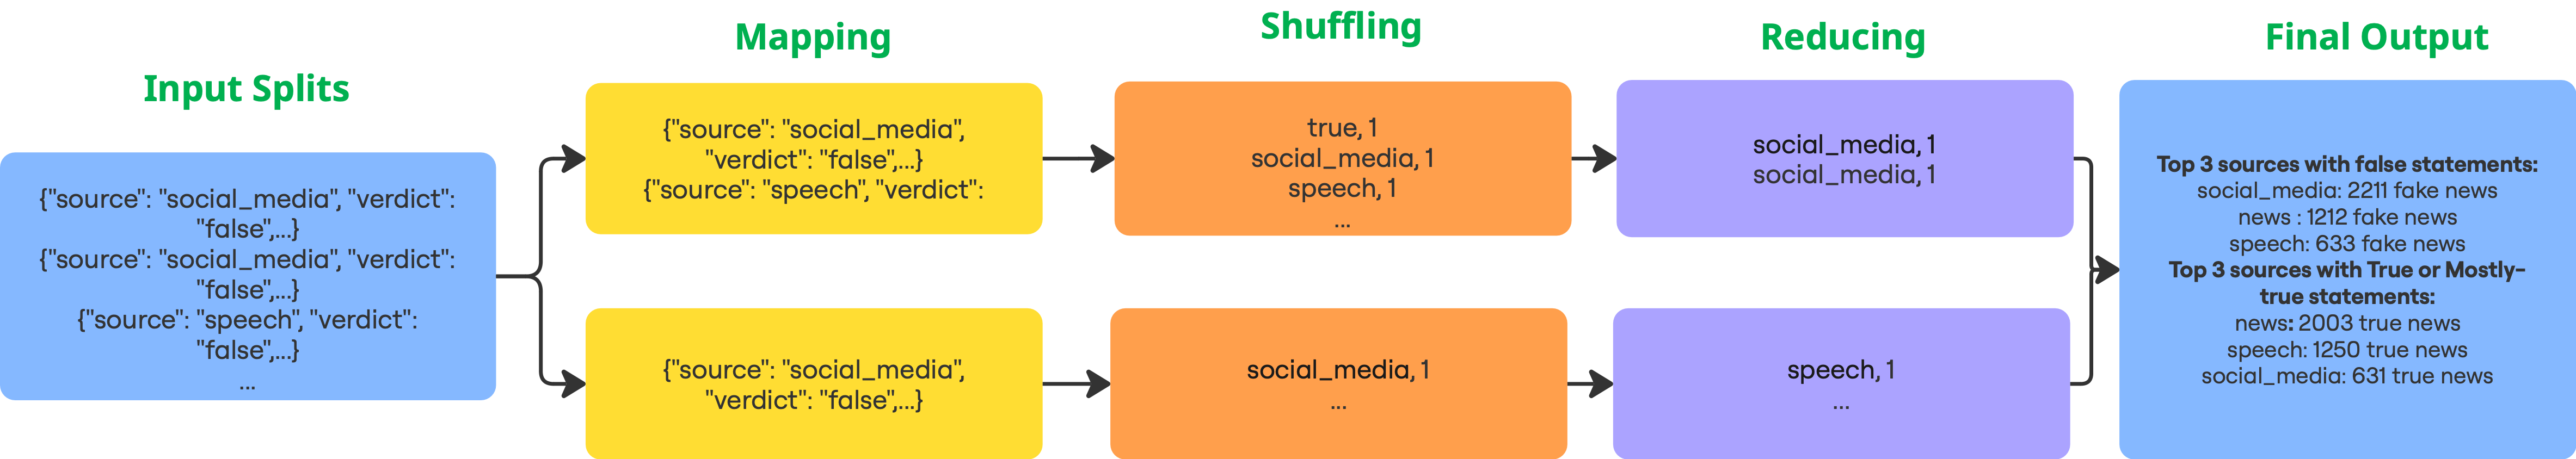 Input Splits
{"source": "social_media", "verdict":
"false",...}
{"source": "social_media", "verdict":
"false",...}
{"source": "speech", "verdict":
"false",...}
...
Mapping
{"source": "social_media",
"verdict": "false",...}
{"source": "speech", "verdict":
{"source": "social_media",
"verdict": "false",...}
Shuffling
true, 1
social_media, 1
speech, 1
...
social_media, 1
...
Reducing
social_media, 1
social_media, 1
speech, 1
...
Final Output
Top 3 sources with false statements:
social_media: 2211 fake news
news : 1212 fake news
speech: 633 fake news
Top 3 sources with True or Mostly-
true statements:
news: 2003 true news
speech: 1250 true news
social_media: 631 true news